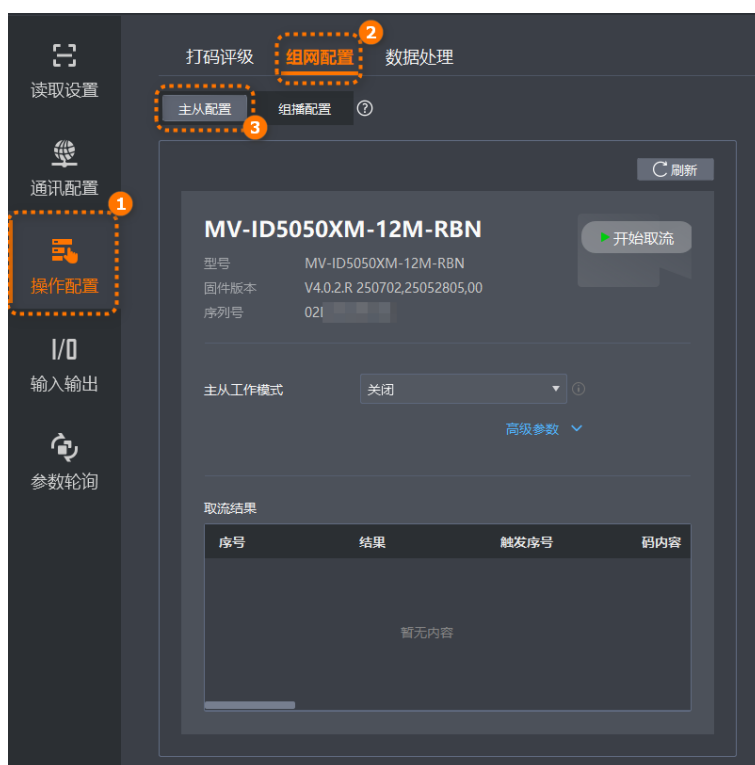 读取设置
通讯配置
1
操作配置
I/O
输入输出
参数轮询
打码评级 组网配置 2 数据处理
主从配置 3 组播配置 ?
刷新
MV-ID5050XM-12M-RBN
开始取流
型号 MV-ID5050XM-12M-RBN
固件版本 V4.0.2.R 250702,25052805,00
序列号 02
主从工作模式 关闭
高级参数
取流结果
序号 结果 触发序号 码内容
暂无内容